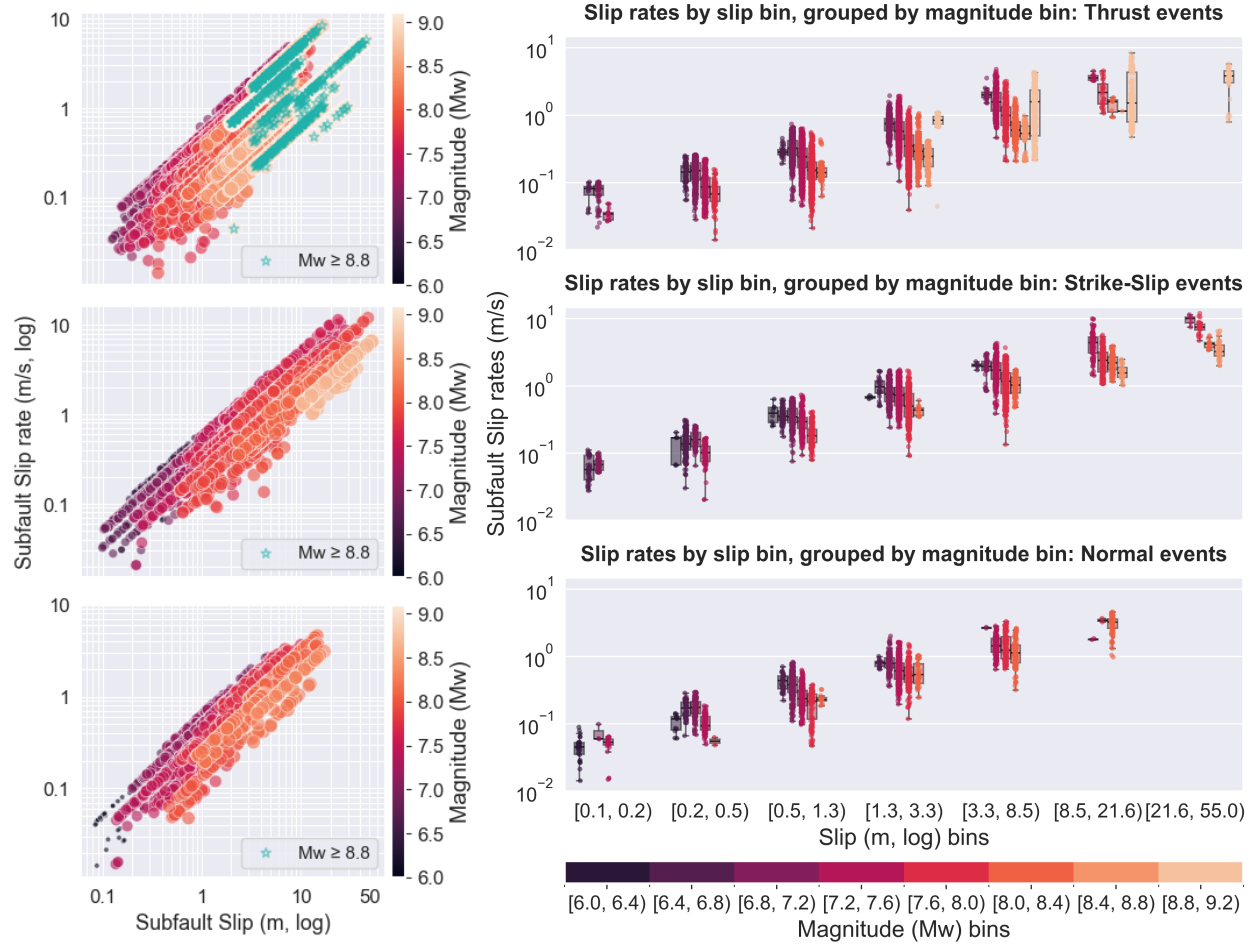 Slip rates by slip bin, grouped by magnitude bin: Thrust events
10
1
0.1
Mw ≥ 8.8
9.0
8.5
8.0
7.5
7.0
6.5
6.0
Magnitude (Mw)
10^1
10^0
10^-1
10^-2
Slip rates by slip bin, grouped by magnitude bin: Strike-Slip events
Subfault Slip rate (m/s, log)
10
1
0.1
Mw ≥ 8.8
9.0
8.5
8.0
7.5
7.0
6.5
6.0
Magnitude (Mw)
Subfault Slip rates (m/s)
10^1
10^0
10^-1
10^-2
Slip rates by slip bin, grouped by magnitude bin: Normal events
10
1
0.1
Mw ≥ 8.8
9.0
8.5
8.0
7.5
7.0
6.5
6.0
Magnitude (Mw)
10^1
10^0
10^-1
10^-2
0.1 1 10 50
Subfault Slip (m, log)
[0.1, 0.2) [0.2, 0.5) [0.5, 1.3) [1.3, 3.3) [3.3, 8.5) [8.5, 21.6) [21.6, 55.0)
Slip (m, log) bins
[6.0, 6.4) [6.4, 6.8) [6.8, 7.2) [7.2, 7.6) [7.6, 8.0) [8.0, 8.4) [8.4, 8.8) [8.8, 9.2)
Magnitude (Mw) bins